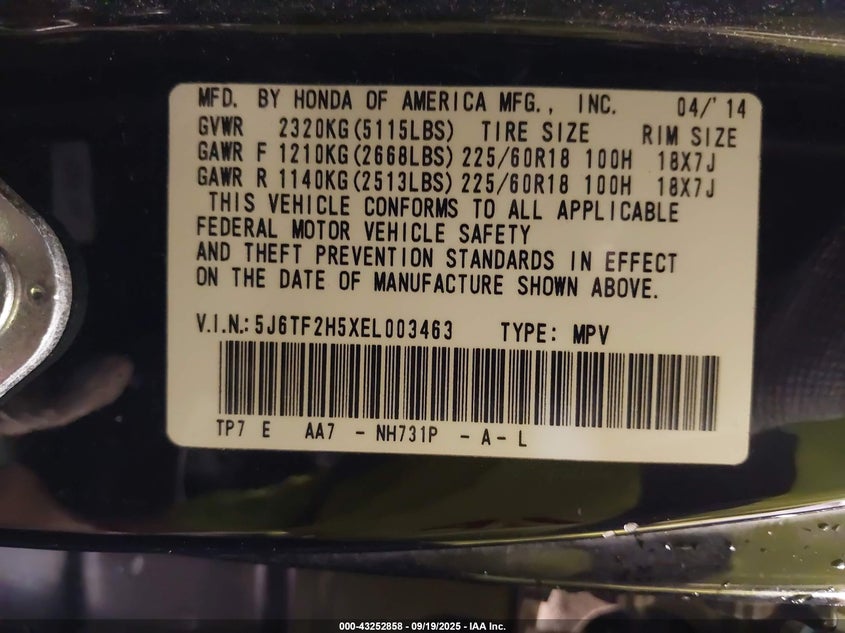 MFD. BY HONDA OF AMERICA MFG., INC. 04/'14
GVWR 2320KG(5115LBS) TIRE SIZE RIM SIZE
GAWR F 1210KG(2668LBS) 225/60R18 100H 18X7J
GAWR R 1140KG(2513LBS) 225/60R18 100H 18X7J
THIS VEHICLE CONFORMS TO ALL APPLICABLE
FEDERAL MOTOR VEHICLE SAFETY
AND THEFT PREVENTION STANDARDS IN EFFECT
ON THE DATE OF MANUFACTURE SHOWN ABOVE.
V.I.N.: 5J6TF2H5XEL003463 TYPE: MPV
TP7 E AA7 - NH731P - A - L
000-43252858 - 09/19/2025 - IAA Inc.